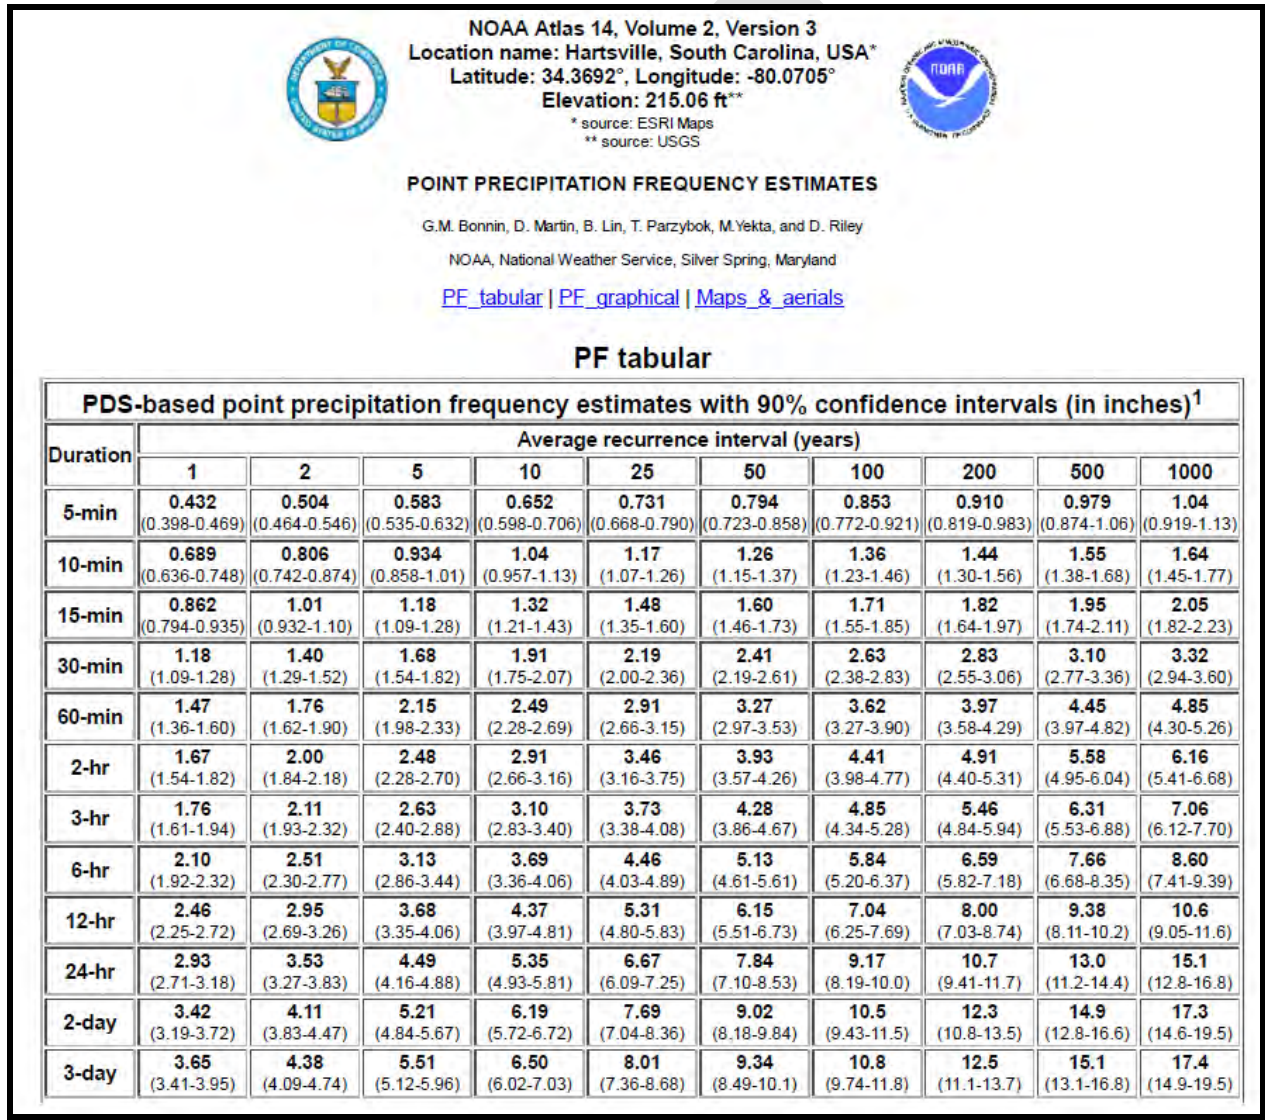 NOAA Atlas 14, Volume 2, Version 3
Location name: Hartsville, South Carolina, USA*
Latitude: 34.3692°, Longitude: -80.0705°
Elevation: 215.06 ft**
* source: ESRI Maps
** source: USGS
NOAA
POINT PRECIPITATION FREQUENCY ESTIMATES
G.M. Bonnin, D. Martin, B. Lin, T. Parzybok, M.Yekta, and D. Riley
NOAA, National Weather Service, Silver Spring, Maryland
PF_tabular | PF_graphical | Maps_&_aerials
PF tabular
PDS-based point precipitation frequency estimates with 90% confidence intervals (in inches)1
Duration
Average recurrence interval (years)
1 2 5 10 25 50 100 200 500 1000
5-min 0.432 0.504 0.583 0.652 0.731 0.794 0.853 0.910 0.979 1.04
(0.398-0.469) (0.464-0.546) (0.535-0.632) (0.598-0.706) (0.668-0.790) (0.723-0.858) (0.772-0.921) (0.819-0.983) (0.874-1.06) (0.919-1.13)
10-min 0.689 0.806 0.934 1.04 1.17 1.26 1.36 1.44 1.55 1.64
(0.636-0.748) (0.742-0.874) (0.858-1.01) (0.957-1.13) (1.07-1.26) (1.15-1.37) (1.23-1.46) (1.30-1.56) (1.38-1.68) (1.45-1.77)
15-min 0.862 1.01 1.18 1.32 1.48 1.60 1.71 1.82 1.95 2.05
(0.794-0.935) (0.932-1.10) (1.09-1.28) (1.21-1.43) (1.35-1.60) (1.46-1.73) (1.55-1.85) (1.64-1.97) (1.74-2.11) (1.82-2.23)
30-min 1.18 1.40 1.68 1.91 2.19 2.41 2.63 2.83 3.10 3.32
(1.09-1.28) (1.29-1.52) (1.54-1.82) (1.75-2.07) (2.00-2.36) (2.19-2.61) (2.38-2.83) (2.55-3.06) (2.77-3.36) (2.94-3.60)
60-min 1.47 1.76 2.15 2.49 2.91 3.27 3.62 3.97 4.45 4.85
(1.36-1.60) (1.62-1.90) (1.98-2.33) (2.28-2.69) (2.66-3.15) (2.97-3.53) (3.27-3.90) (3.58-4.29) (3.97-4.82) (4.30-5.26)
2-hr 1.67 2.00 2.48 2.91 3.46 3.93 4.41 4.91 5.58 6.16
(1.54-1.82) (1.84-2.18) (2.28-2.70) (2.66-3.16) (3.16-3.75) (3.57-4.26) (3.98-4.77) (4.40-5.31) (4.95-6.04) (5.41-6.68)
3-hr 1.76 2.11 2.63 3.10 3.73 4.28 4.85 5.46 6.31 7.06
(1.61-1.94) (1.93-2.32) (2.40-2.88) (2.83-3.40) (3.38-4.08) (3.86-4.67) (4.34-5.28) (4.84-5.94) (5.53-6.88) (6.12-7.70)
6-hr 2.10 2.51 3.13 3.69 4.46 5.13 5.84 6.59 7.66 8.60
(1.92-2.32) (2.30-2.77) (2.86-3.44) (3.36-4.06) (4.03-4.89) (4.61-5.61) (5.20-6.37) (5.82-7.18) (6.68-8.35) (7.41-9.39)
12-hr 2.46 2.95 3.68 4.37 5.31 6.15 7.04 8.00 9.38 10.6
(2.25-2.72) (2.69-3.26) (3.35-4.06) (3.97-4.81) (4.80-5.83) (5.51-6.73) (6.25-7.69) (7.03-8.74) (8.11-10.2) (9.05-11.6)
24-hr 2.93 3.53 4.49 5.35 6.67 7.84 9.17 10.7 13.0 15.1
(2.71-3.18) (3.27-3.83) (4.16-4.88) (4.93-5.81) (6.09-7.25) (7.10-8.53) (8.19-10.0) (9.41-11.7) (11.2-14.4) (12.8-16.8)
2-day 3.42 4.11 5.21 6.19 7.69 9.02 10.5 12.3 14.9 17.3
(3.19-3.72) (3.83-4.47) (4.84-5.67) (5.72-6.72) (7.04-8.36) (8.18-9.84) (9.43-11.5) (10.8-13.5) (12.8-16.6) (14.6-19.5)
3-day 3.65 4.38 5.51 6.50 8.01 9.34 10.8 12.5 15.1 17.4
(3.41-3.95) (4.09-4.74) (5.12-5.96) (6.02-7.03) (7.36-8.68) (8.49-10.1) (9.74-11.8) (11.1-13.7) (13.1-16.8) (14.9-19.5)